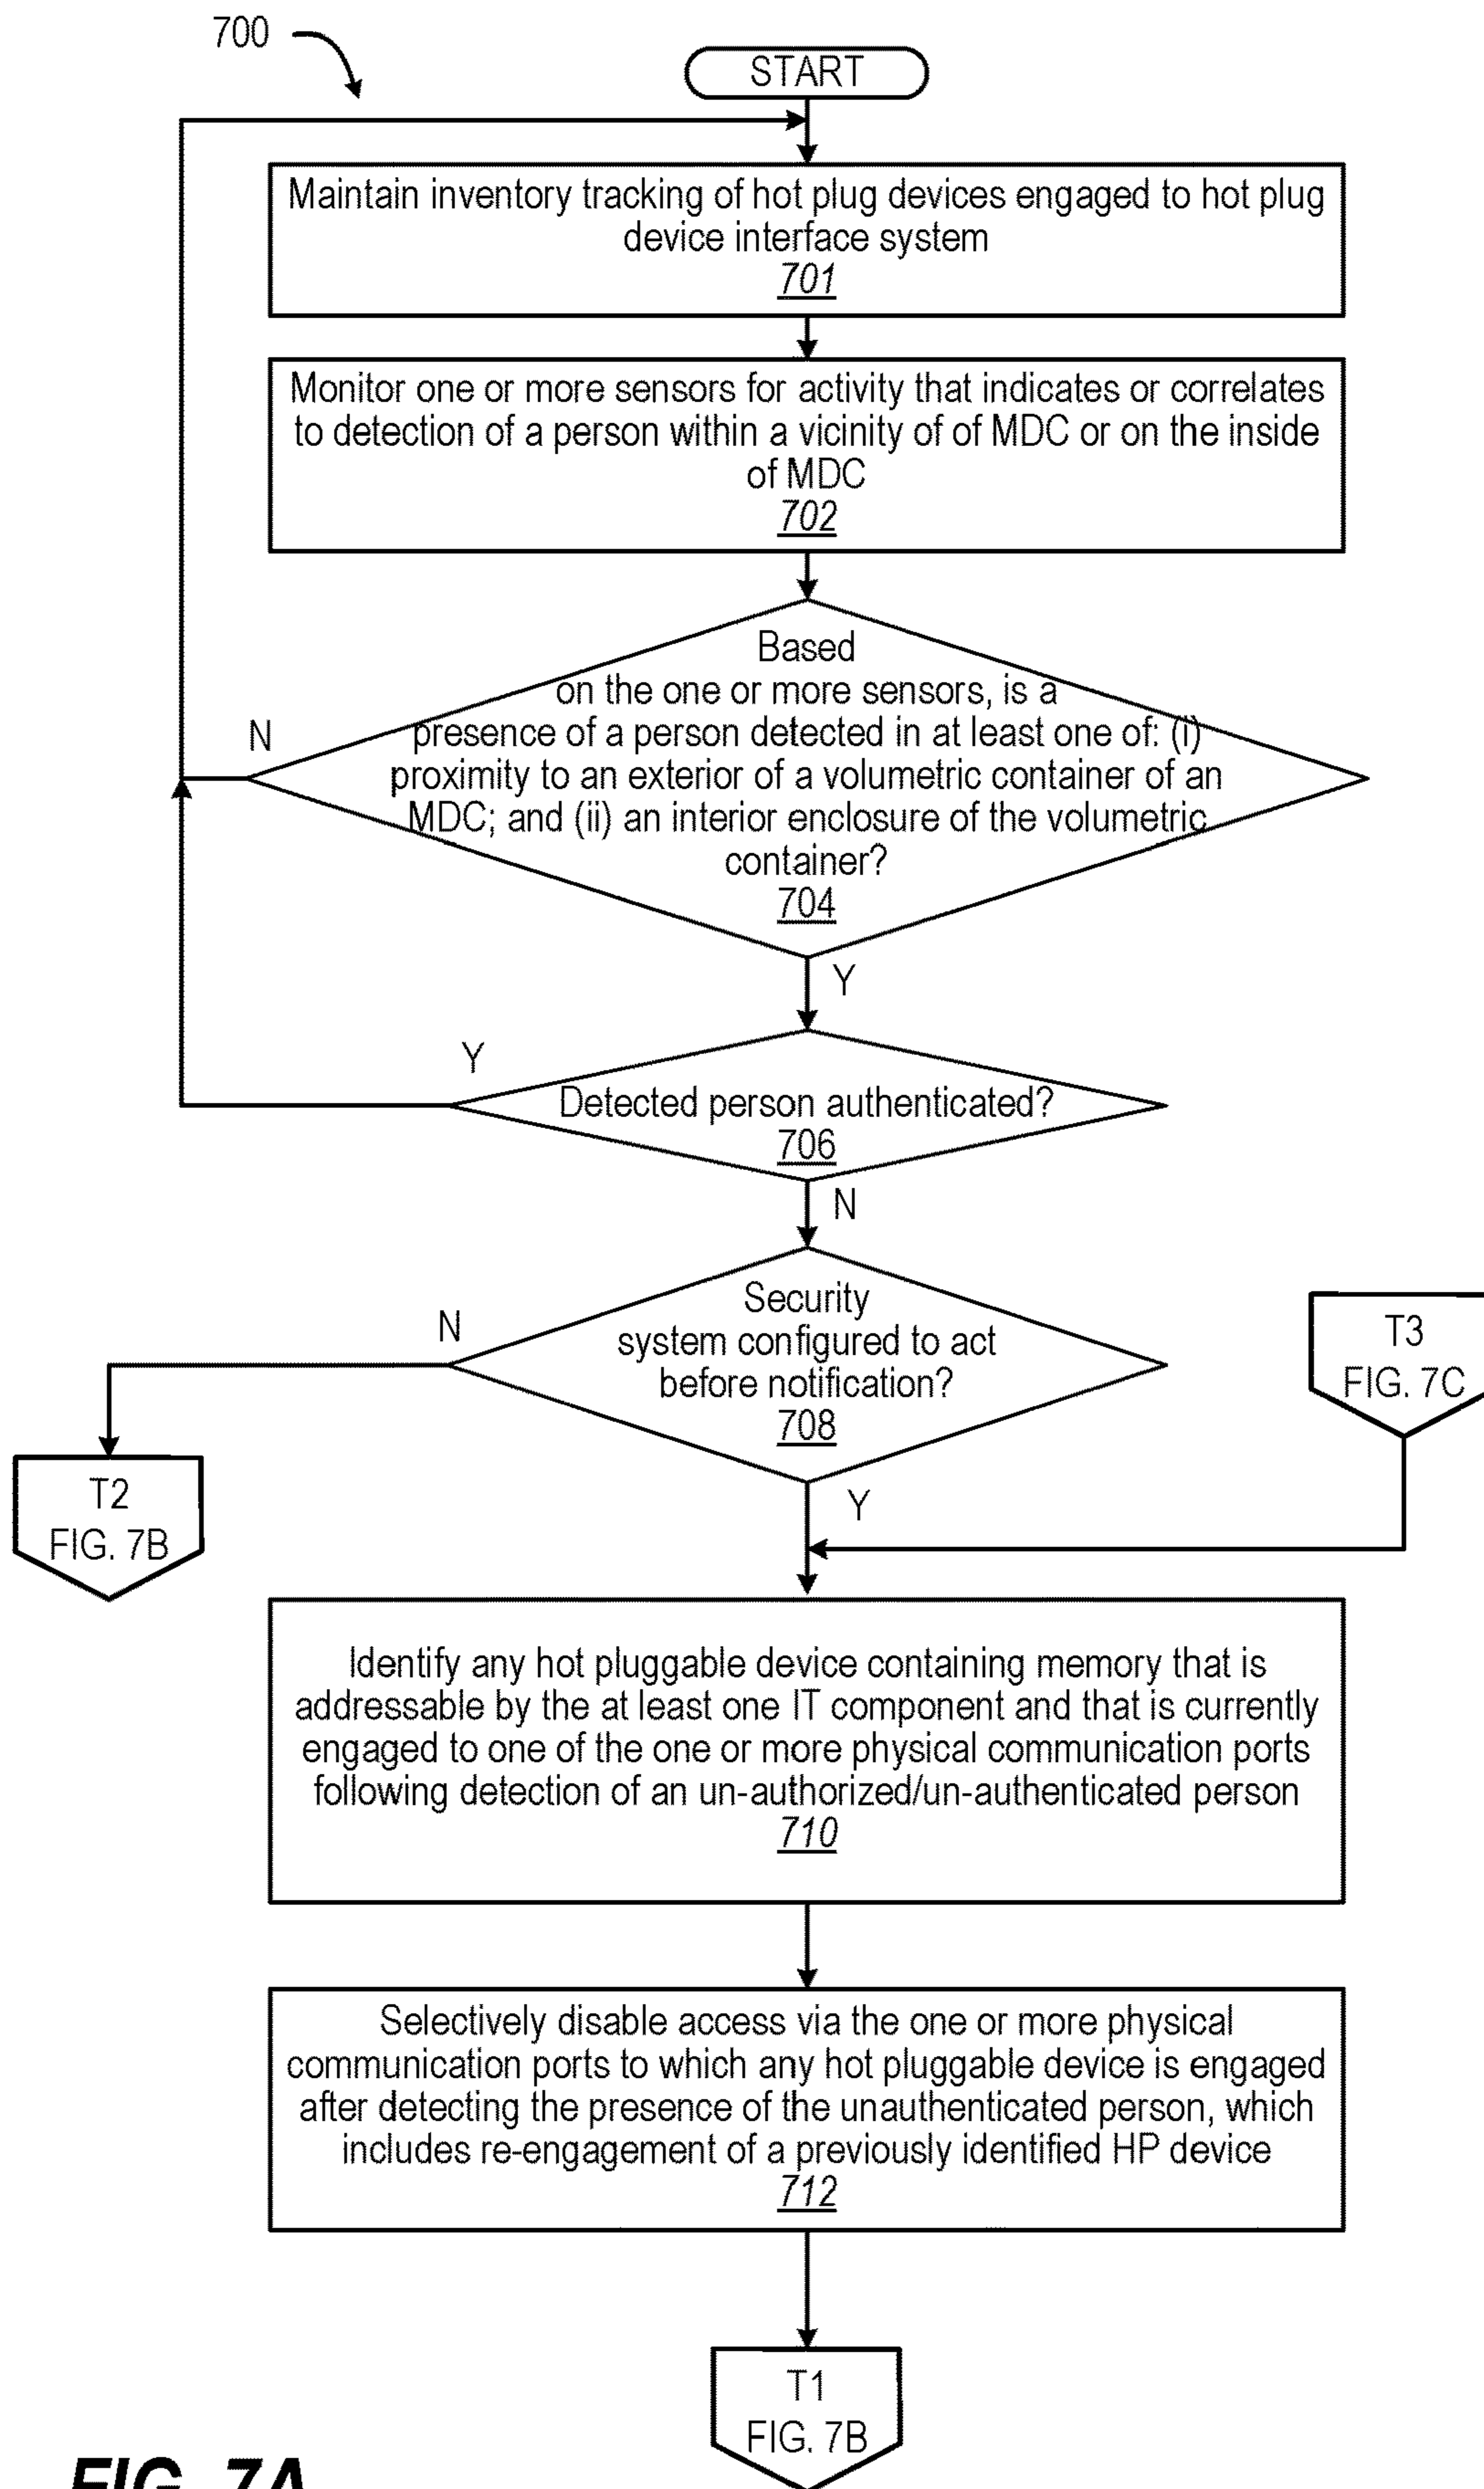 700
START
Maintain inventory tracking of hot plug devices engaged to hot plug
device interface system
701
Monitor one or more sensors for activity that indicates or correlates
to detection of a person within a vicinity of of MDC or on the inside
of MDC
702
Based
on the one or more sensors, is a
presence of a person detected in at least one of: (i)
proximity to an exterior of a volumetric container of an
MDC; and (ii) an interior enclosure of the volumetric
container?
704
N
Y
Y
Detected person authenticated?
706
N
Security
system configured to act
before notification?
708
N
Y
T3
FIG. 7C
T2
FIG. 7B
Identify any hot pluggable device containing memory that is
addressable by the at least one IT component and that is currently
engaged to one of the one or more physical communication ports
following detection of an un-authorized/un-authenticated person
710
Selectively disable access via the one or more physical
communication ports to which any hot pluggable device is engaged
after detecting the presence of the unauthenticated person, which
includes re-engagement of a previously identified HP device
712
T1
FIG. 7B
FIG. 7A